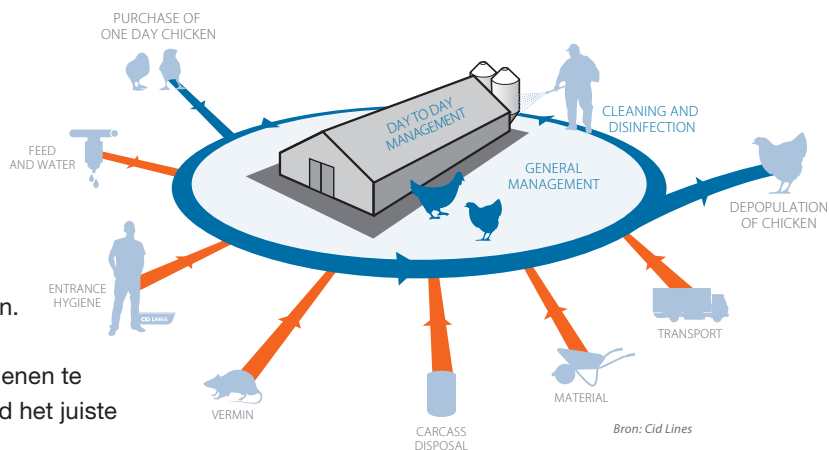 PURCHASE OF
ONE DAY CHICKEN
FEED
AND WATER
DAY TO DAY
MANAGEMENT
CLEANING AND
DISINFECTION
GENERAL
MANAGEMENT
DEPOPULATION
OF CHICKEN
ENTRANCE
HYGIENE
CID LINES
VERMIN
CARCASS
DISPOSAL
MATERIAL
TRANSPORT
Bron: Cid Lines
n.
enen te
d het juiste